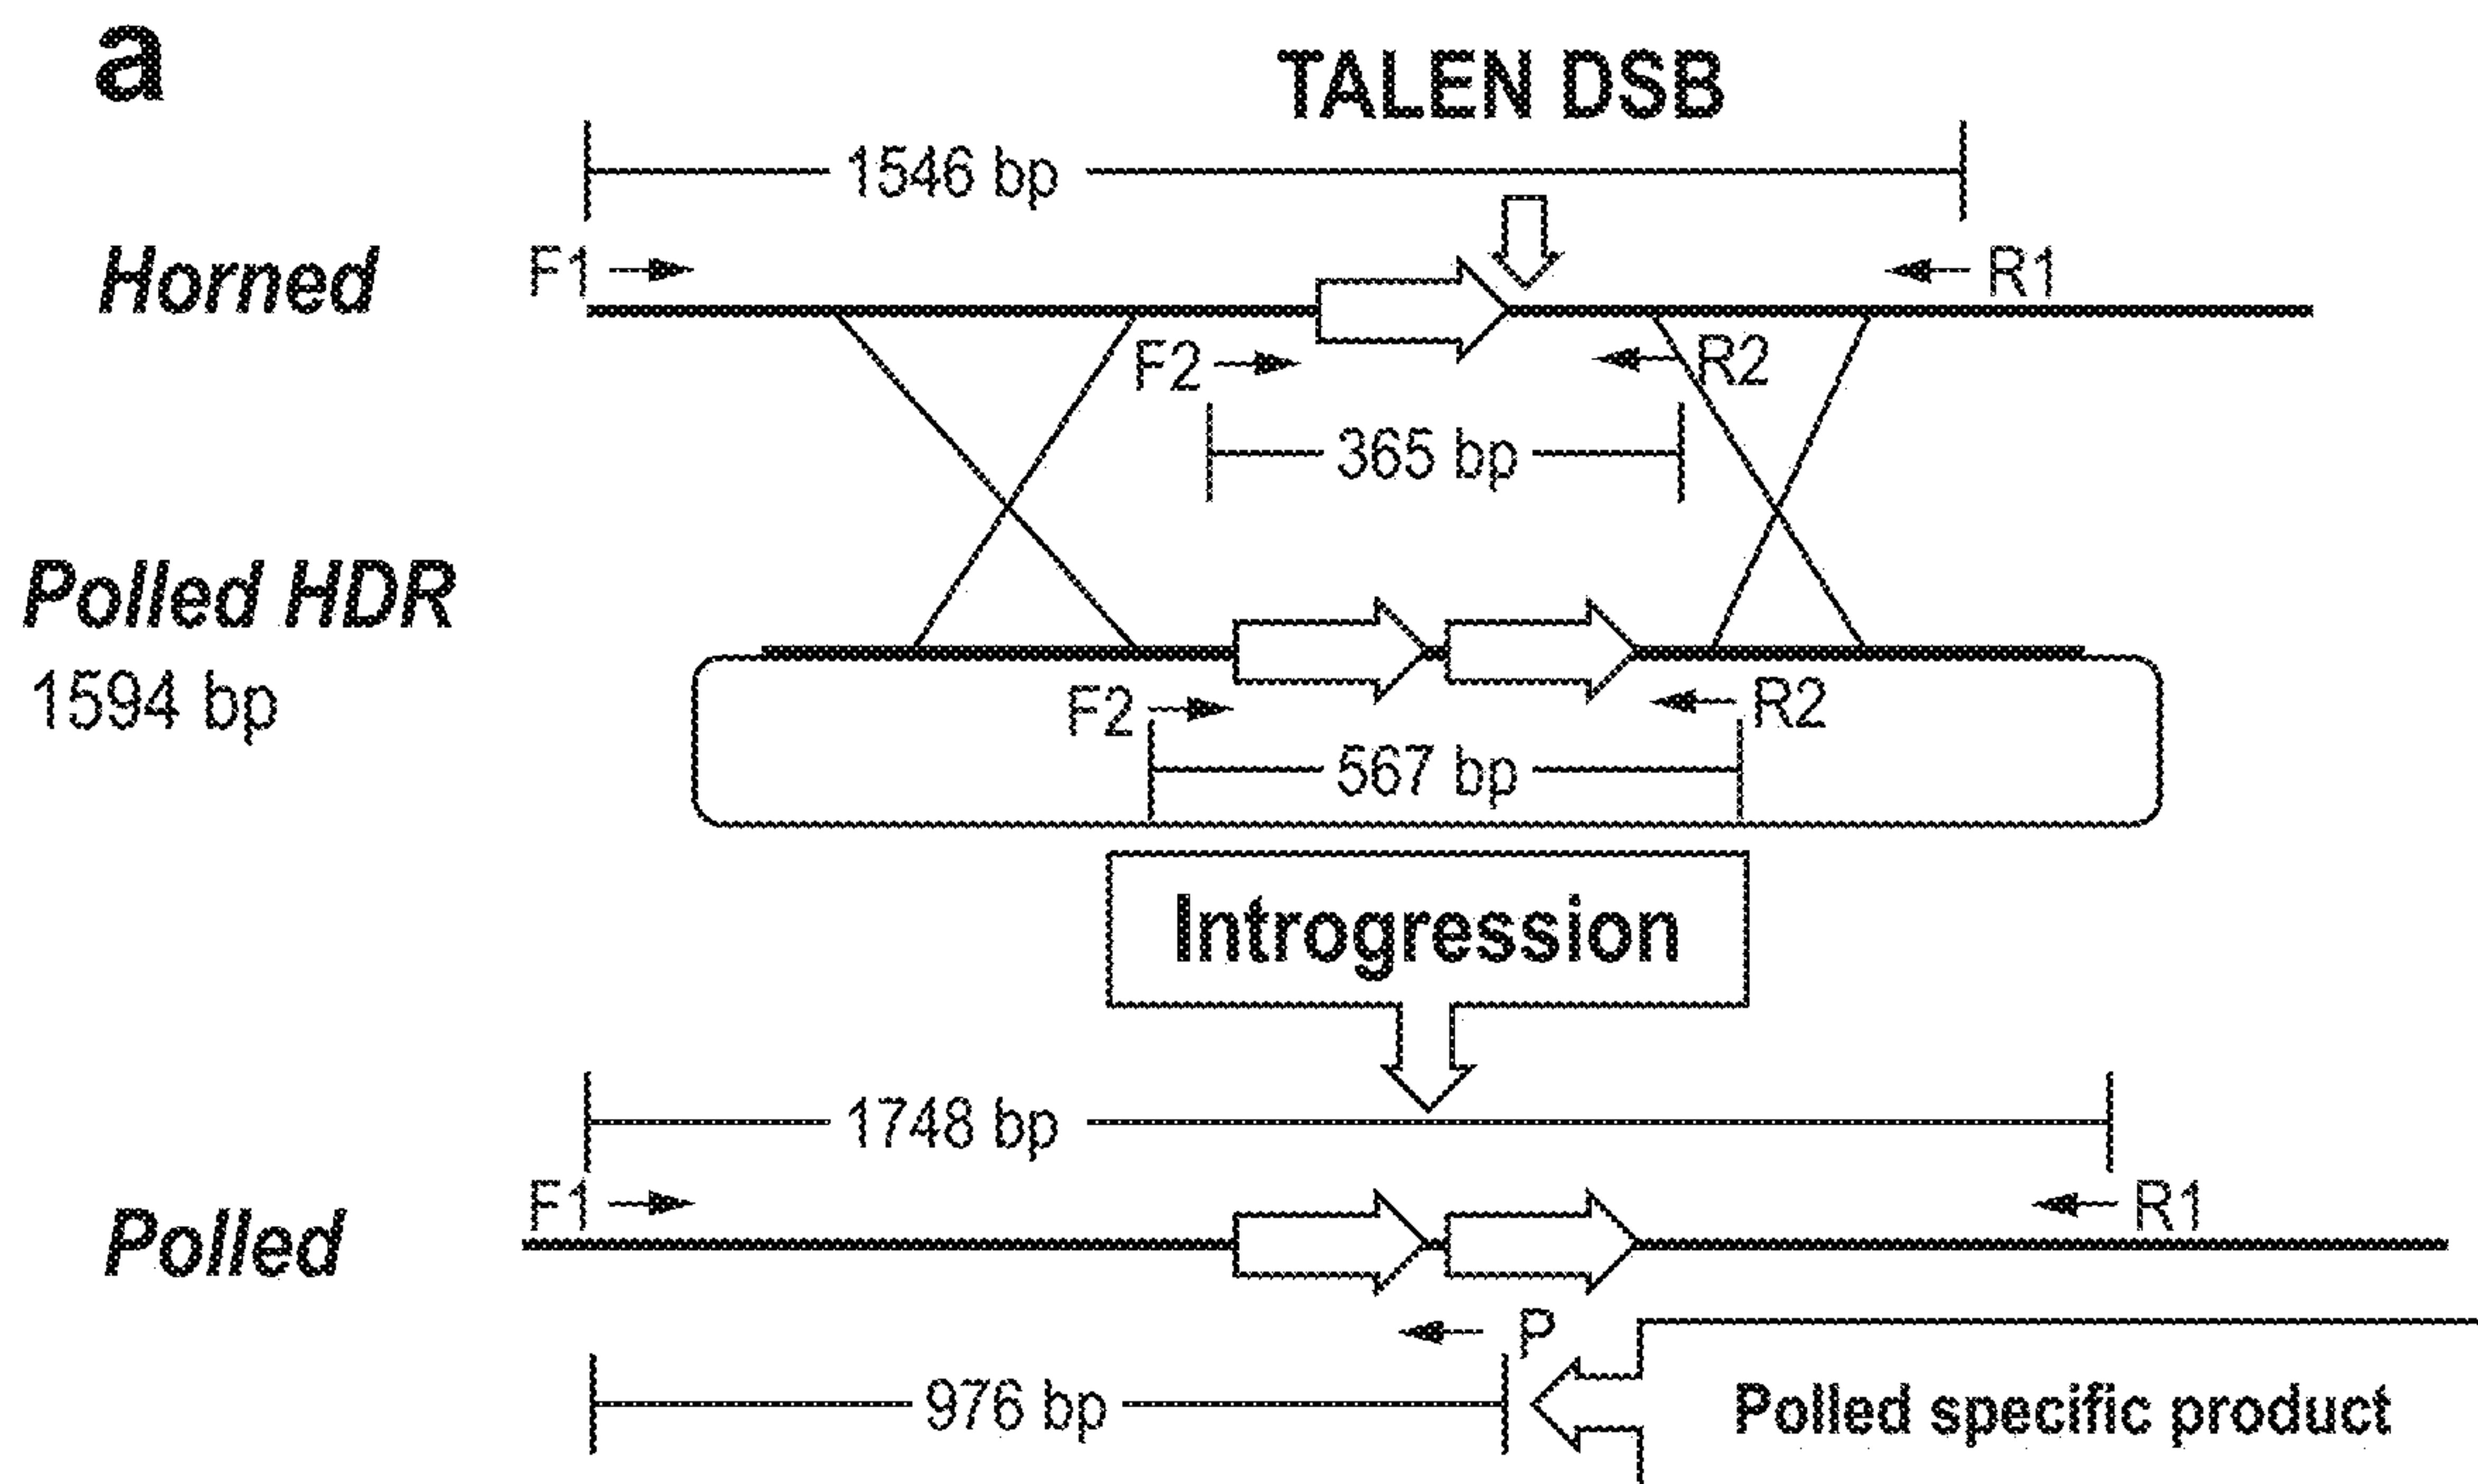 a
TALEN DSB
1546 bp
Horned
F1
R1
F2
R2
365 bp
Polled HDR
1594 bp
F2
R2
567 bp
Introgression
1748 bp
F1
R1
Polled
P
976 bp
Polled specific product